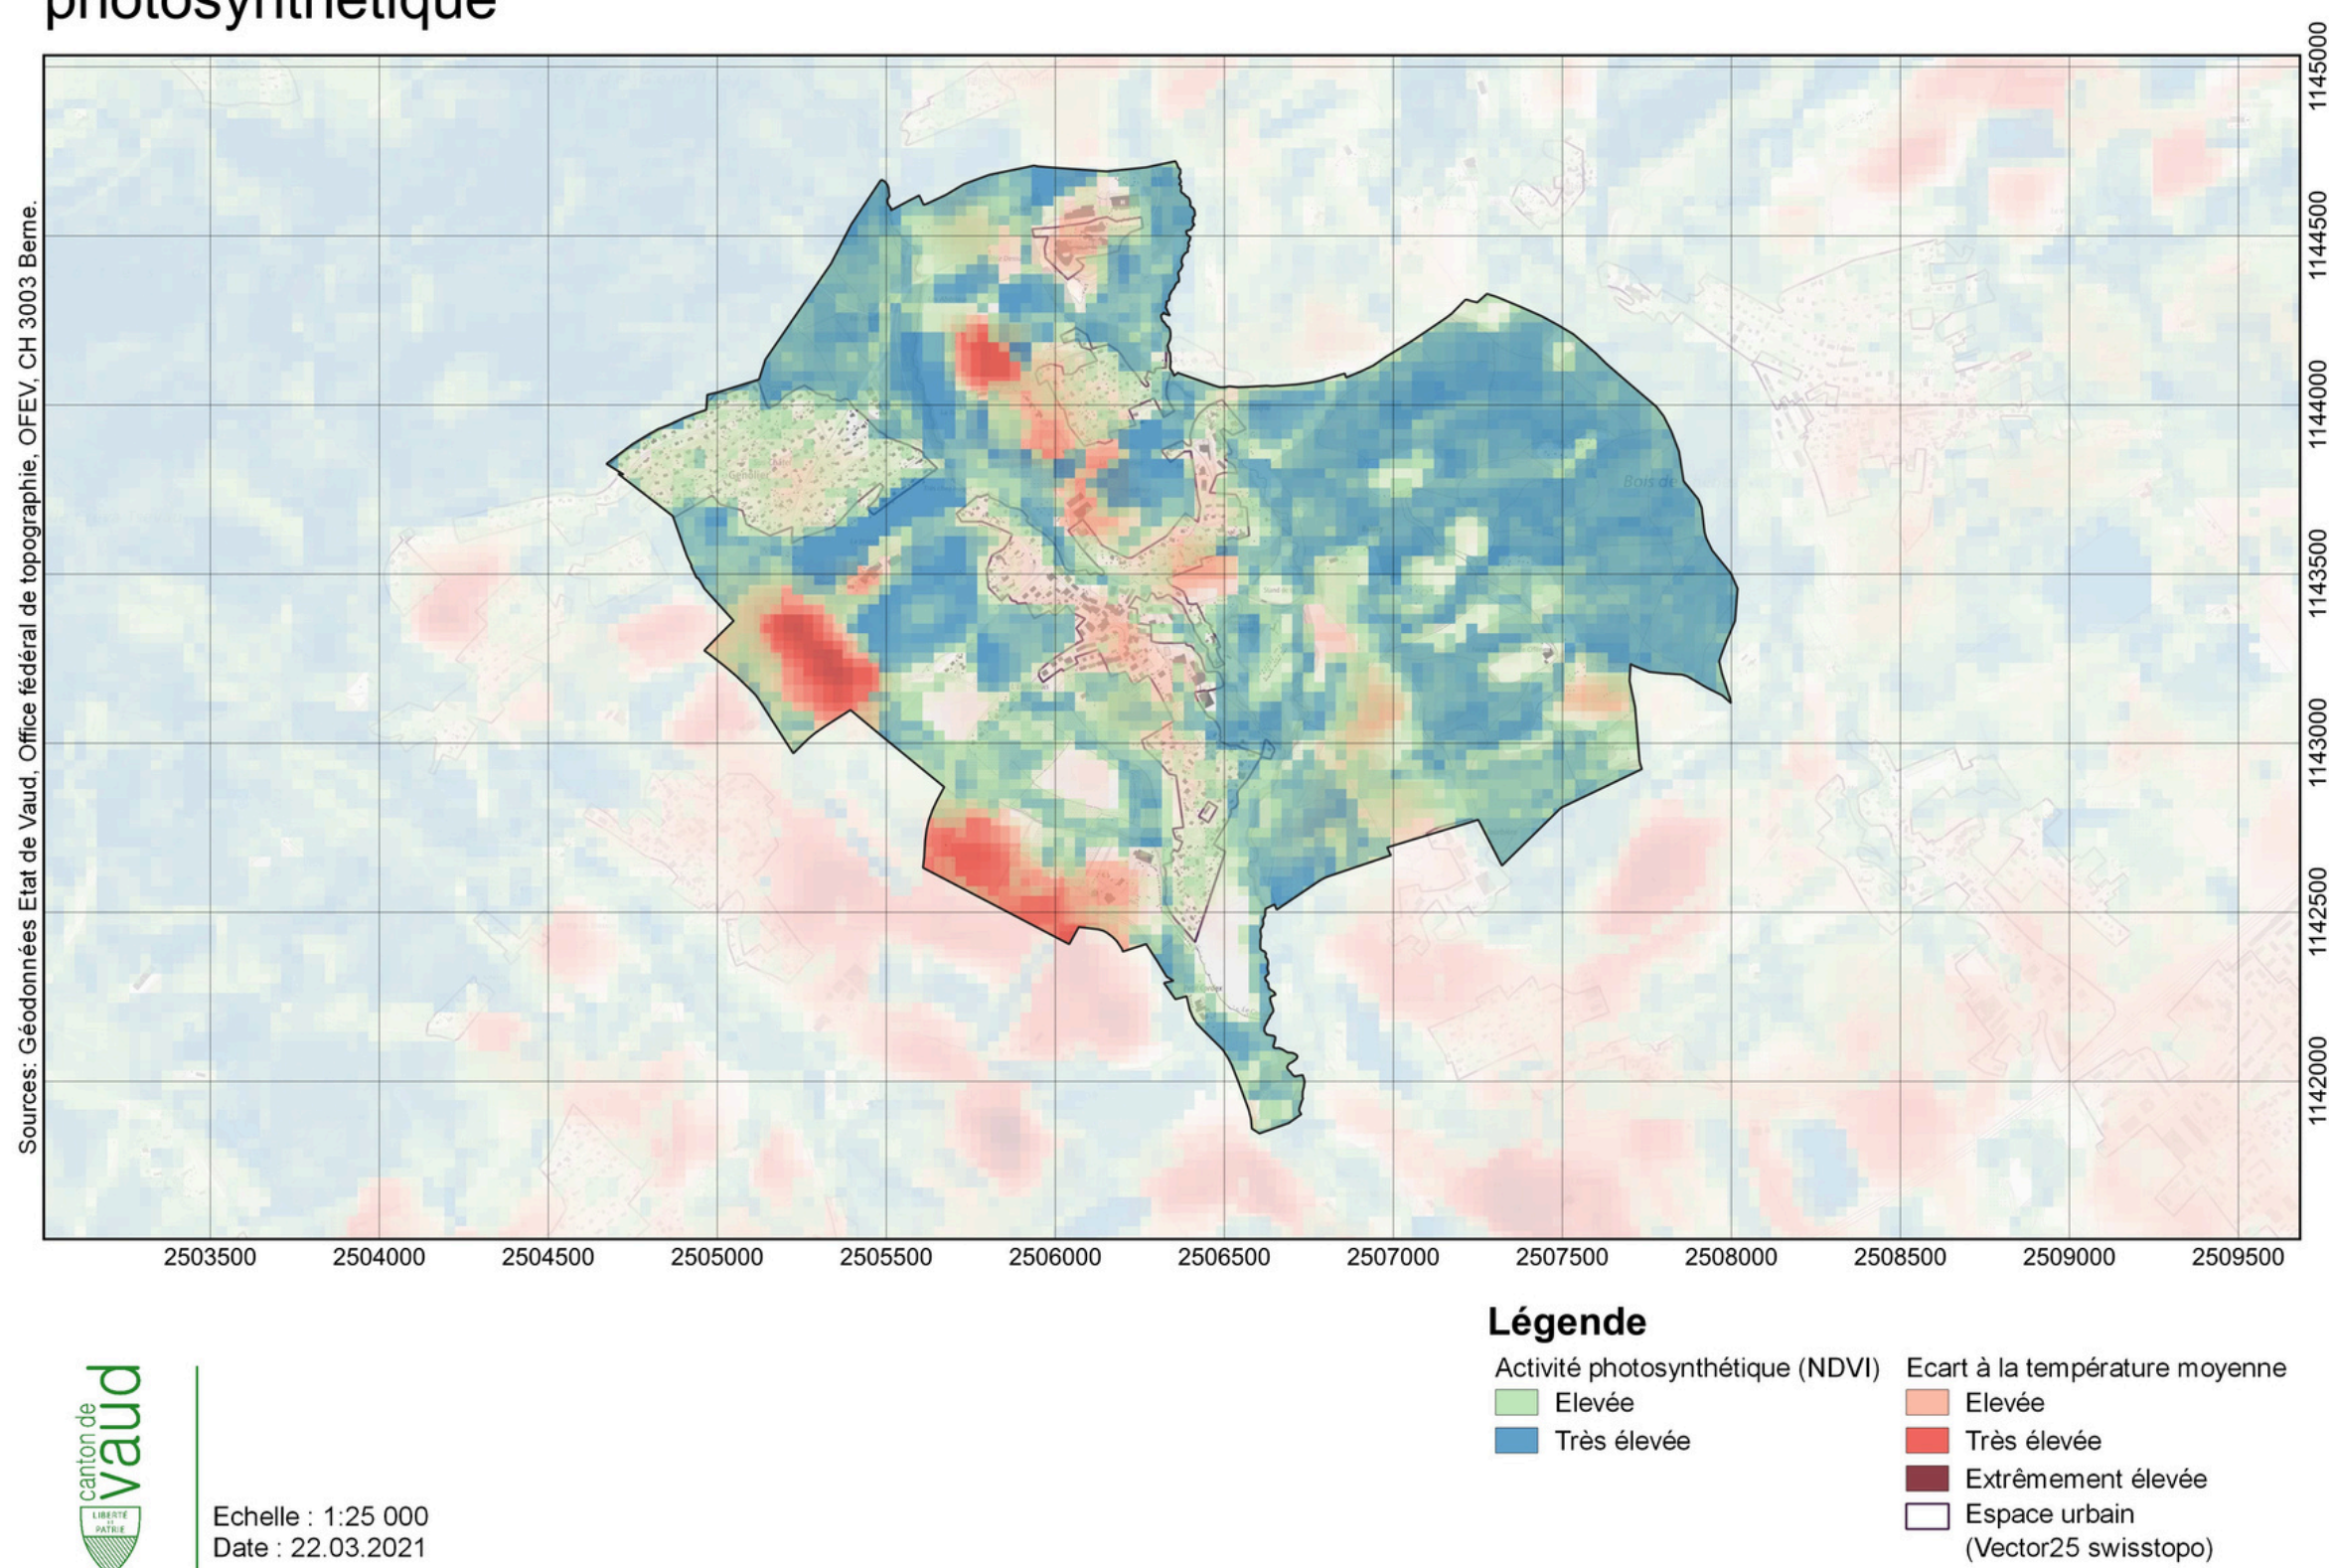 photosynthétique
Sources: Géodonnées Etat de Vaud, Office fédéral de topographie, OFEV, CH 3003 Berne.
Genolier
Bois de
1145000
1144500
1144000
1143500
1143000
1142500
1142000
2503500 2504000 2504500 2505000 2505500 2506000 2506500 2507000 2507500 2508000 2508500 2509000 2509500
Légende
Activité photosynthétique (NDVI)
Elevée
Très élevée
Ecart à la température moyenne
Elevée
Très élevée
Extrêmement élevée
Espace urbain
(Vector25 swisstopo)
canton de
vaud
LIBERTÉ
ET
PATRIE
Echelle : 1:25 000
Date : 22.03.2021